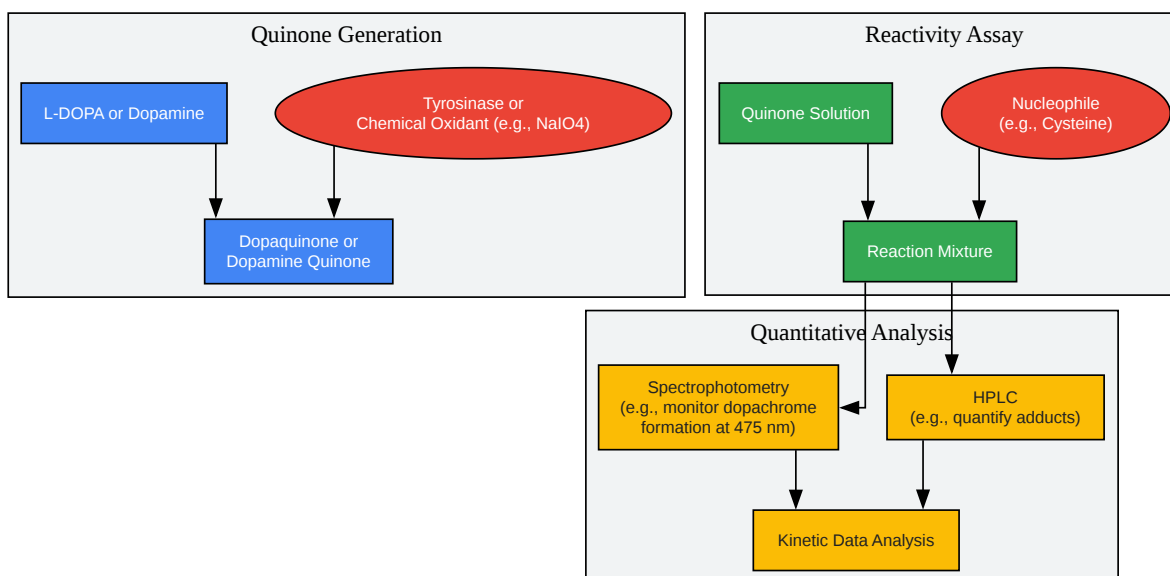 Quinone Generation
L-DOPA or Dopamine
Tyrosinase or
Chemical Oxidant (e.g., NaIO4)
Dopaquinone or
Dopamine Quinone
Reactivity Assay
Quinone Solution
Nucleophile
(e.g., Cysteine)
Reaction Mixture
Quantitative Analysis
Spectrophotometry
(e.g., monitor dopachrome
formation at 475 nm)
HPLC
(e.g., quantify adducts)
Kinetic Data Analysis